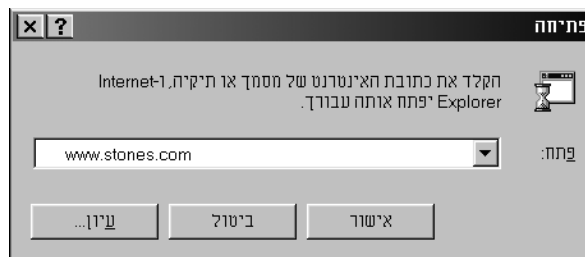 פתיחה
הקלד את כתובת האינטרנט של מסמך או תיקיה, ו-Internet
Explorer יפתח אותה עבורך.
פתח:
www.stones.com
אישור
ביטול
עיון...